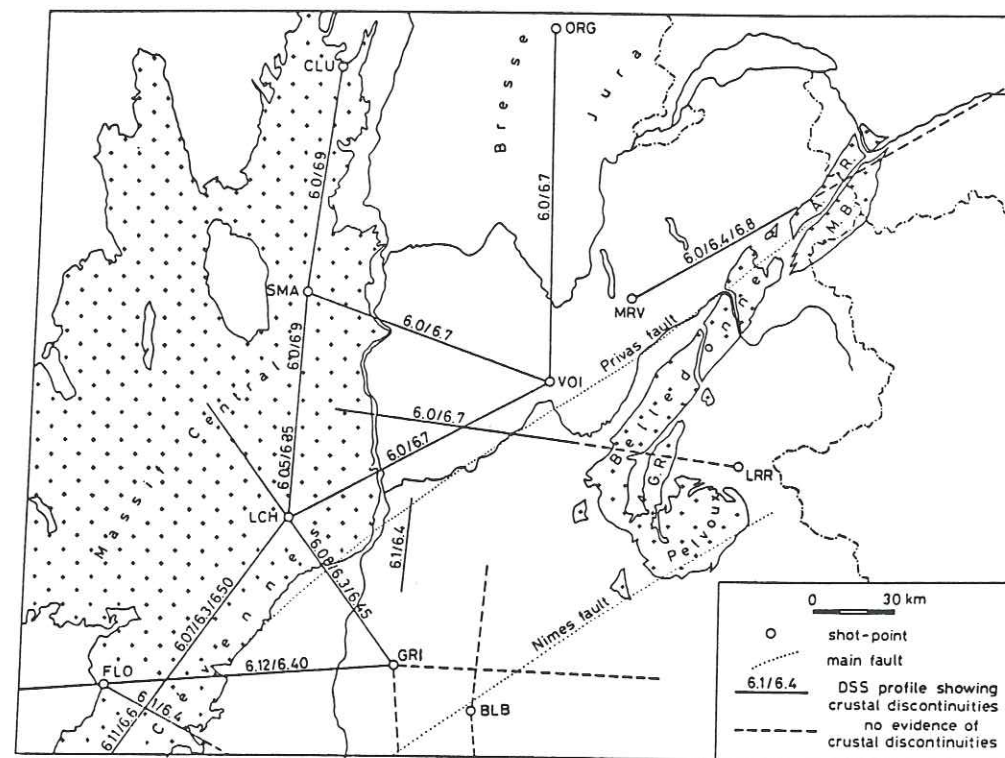 ORG
CLU
Bresse
Jura
6.0/6.9
6.0/6.7
A.R.
M.B.
6.0/6.4/6.8
SMA
MRV
6.0/6.7
Privas fault
6.0/6.9
VOI
Belledonne
6.0/6.7
6.0/6.7
Massif Central
6.05/6.85
G.R.
LRR
LCH
Pelvoux
6.1/6.4
6.08/6.3/6.45
Cevennes
6.07/6.3/6.50
Nimes fault
GRI
FLO
6.12/6.40
6.1/6.4
BLB
6.11/6.6
0 30 km
shot-point
main fault
6.1/6.4 DSS profile showing
crustal discontinuities
no evidence of
crustal discontinuities